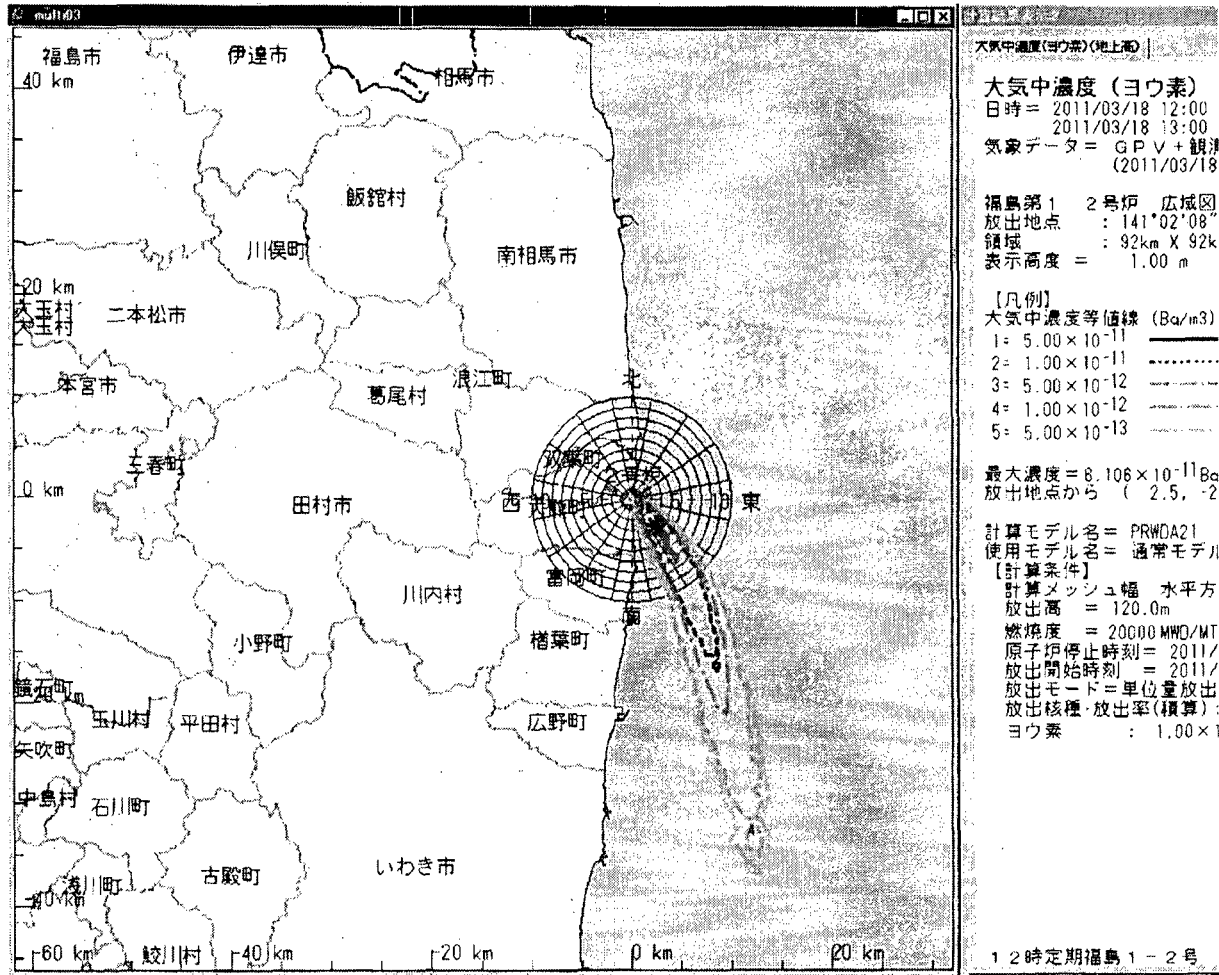 multi03
福島市
伊達市
40 km
相馬市
飯舘村
川俣町
南相馬市
20 km
大玉村
大玉村
二本松市
本宮市
浪江町
葛尾村
北
三春町
双葉町
0 km
田村市
西
東
富岡町
川内村
南
小野町
楢葉町
鏡石町
玉川村
平田村
広野町
矢吹町
中島村
石川町
浅川町
古殿町
いわき市
-40 km
-60 km
鮫川村
-40 km
-20 km
0 km
20 km
大気中濃度(ヨウ素)(地上高)
大気中濃度 (ヨウ素)
日時= 2011/03/18 12:00
2011/03/18 13:00
気象データ= GPV+観測
(2011/03/18
福島第1 2号炉 広域図
放出地点 : 141°02'08"
領域 : 92km X 92k
表示高度 = 1.00 m
【凡例】
大気中濃度等値線 (Bq/m3)
1= 5.00×10-11
2= 1.00×10-11
3= 5.00×10-12
4= 1.00×10-12
5= 5.00×10-13
最大濃度=8.106×10-11Bq
放出地点から ( 2.5, -2
計算モデル名= PRWDA21
使用モデル名= 通常モデル
【計算条件】
計算メッシュ幅 水平方
放出高 = 120.0m
燃焼度 = 20000MWD/MT
原子炉停止時刻= 2011/
放出開始時刻 = 2011/
放出モード=単位量放出
放出核種・放出率(積算):
ヨウ素 : 1.00×1
12時定期福島1-2号